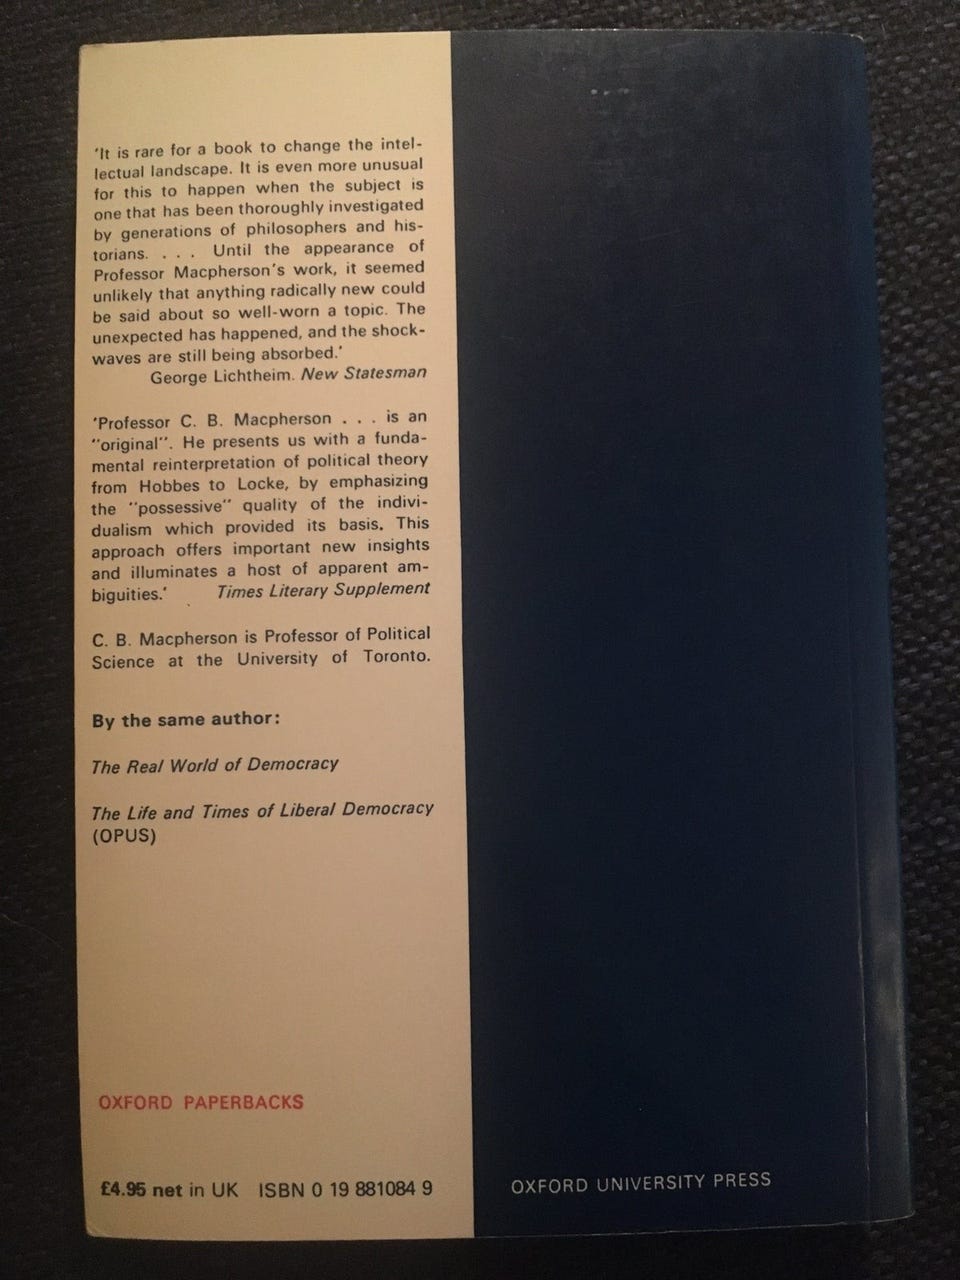 'It is rare for a book to change the intel-
lectual landscape. It is even more unusual
for this to happen when the subject is
one that has been thoroughly investigated
by generations of philosophers and his-
torians. . . . Until the appearance of
Professor Macpherson's work, it seemed
unlikely that anything radically new could
be said about so well-worn a topic. The
unexpected has happened, and the shock-
waves are still being absorbed.'
George Lichtheim. New Statesman
'Professor C. B. Macpherson . . . is an
"original". He presents us with a funda-
mental reinterpretation of political theory
from Hobbes to Locke, by emphasizing
the "possessive" quality of the indivi-
dualism which provided its basis. This
approach offers important new insights
and illuminates a host of apparent am-
biguities.' Times Literary Supplement
C. B. Macpherson is Professor of Political
Science at the University of Toronto.
By the same author:
The Real World of Democracy
The Life and Times of Liberal Democracy
(OPUS)
OXFORD PAPERBACKS
£4.95 net in UK ISBN 0 19 881084 9
OXFORD UNIVERSITY PRESS